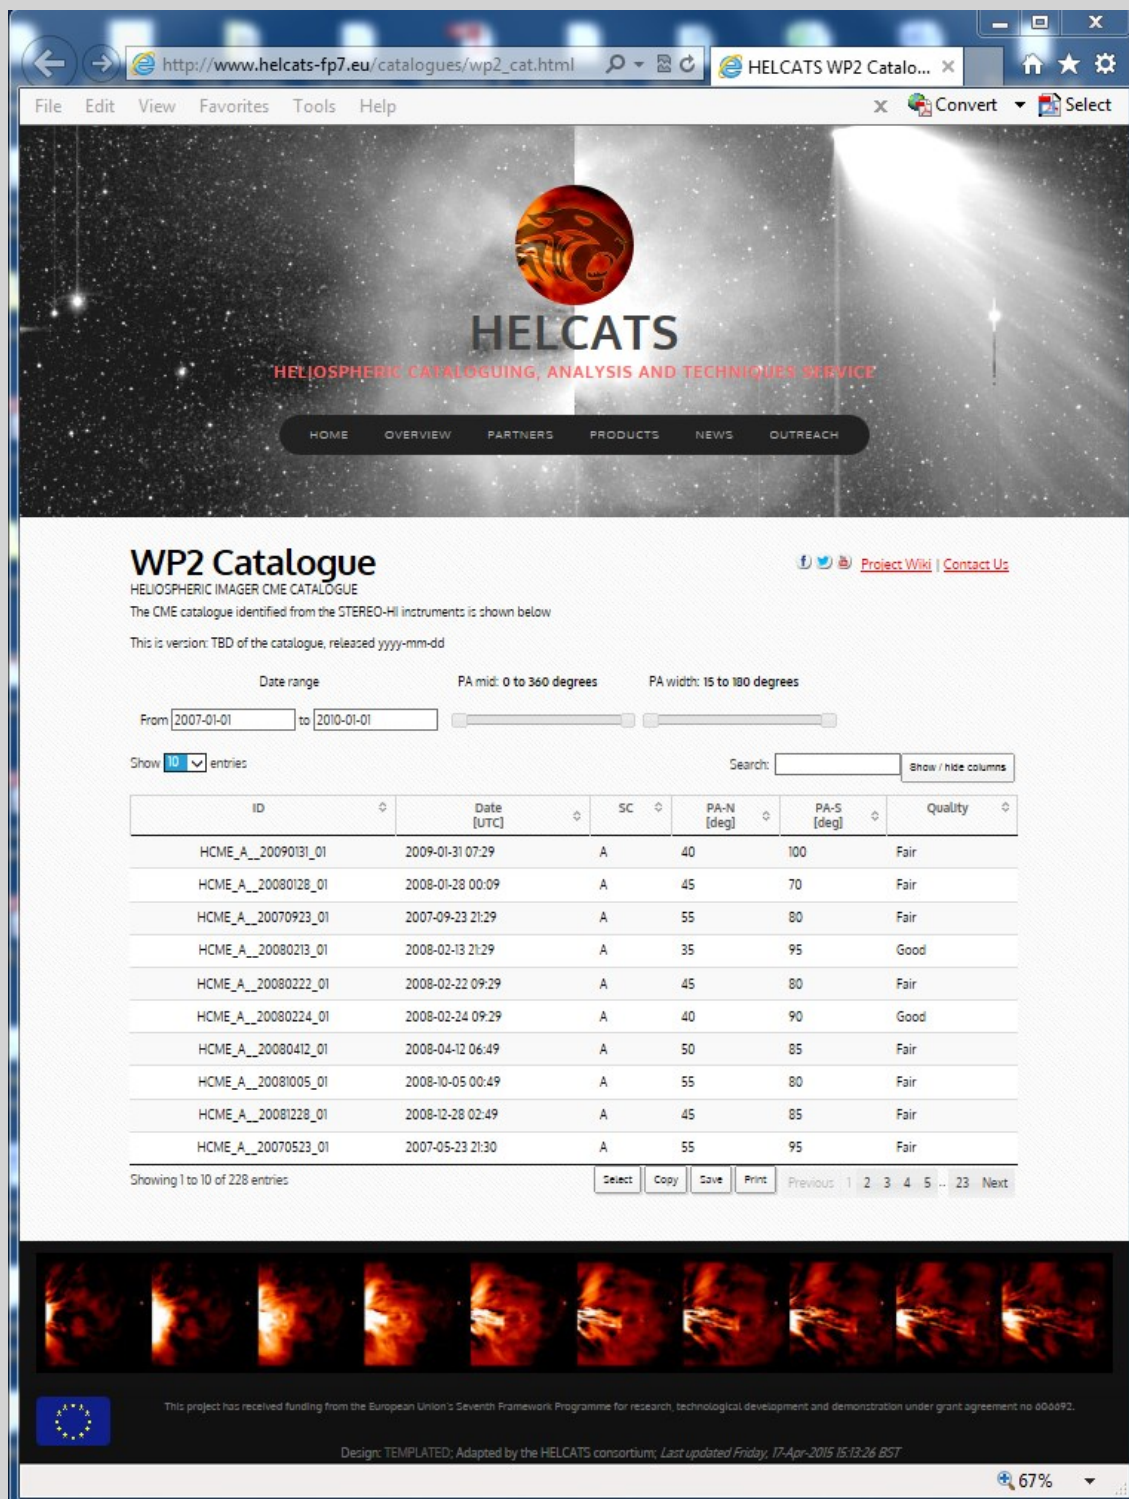 http://www.helcats-fp7.eu/catalogues/wp2_cat.html
HELCATS WP2 Catalo...
File Edit View Favorites Tools Help
x Convert Select
HELCATS
HELIOSPHERIC CATALOGUING, ANALYSIS AND TECHNIQUES SERVICE
HOME OVERVIEW PARTNERS PRODUCTS NEWS OUTREACH
WP2 Catalogue
Project Wiki | Contact Us
HELIOSPHERIC IMAGER CME CATALOGUE
The CME catalogue identified from the STEREO-HI instruments is shown below
This is version: TBD of the catalogue, released yyyy-mm-dd
Date range PA mid: 0 to 360 degrees PA width: 15 to 180 degrees
From 2007-01-01 to 2010-01-01
Show 10 entries Search: Show / hide columns
ID Date [UTC] SC PA-N [deg] PA-S [deg] Quality
HCME_A__20090131_01 2009-01-31 07:29 A 40 100 Fair
HCME_A__20080128_01 2008-01-28 00:09 A 45 70 Fair
HCME_A__20070923_01 2007-09-23 21:29 A 55 80 Fair
HCME_A__20080213_01 2008-02-13 21:29 A 35 95 Good
HCME_A__20080222_01 2008-02-22 09:29 A 45 80 Fair
HCME_A__20080224_01 2008-02-24 09:29 A 40 90 Good
HCME_A__20080412_01 2008-04-12 06:49 A 50 85 Fair
HCME_A__20081005_01 2008-10-05 00:49 A 55 80 Fair
HCME_A__20081228_01 2008-12-28 02:49 A 45 85 Fair
HCME_A__20070523_01 2007-05-23 21:30 A 55 95 Fair
Showing 1 to 10 of 228 entries Select Copy Save Print Previous 1 2 3 4 5 .. 23 Next
This project has received funding from the European Union's Seventh Framework Programme for research, technological development and demonstration under grant agreement no 606692.
Design: TEMPLATED; Adapted by the HELCATS consortium; Last updated Friday, 17-Apr-2015 15:13:26 BST
67%